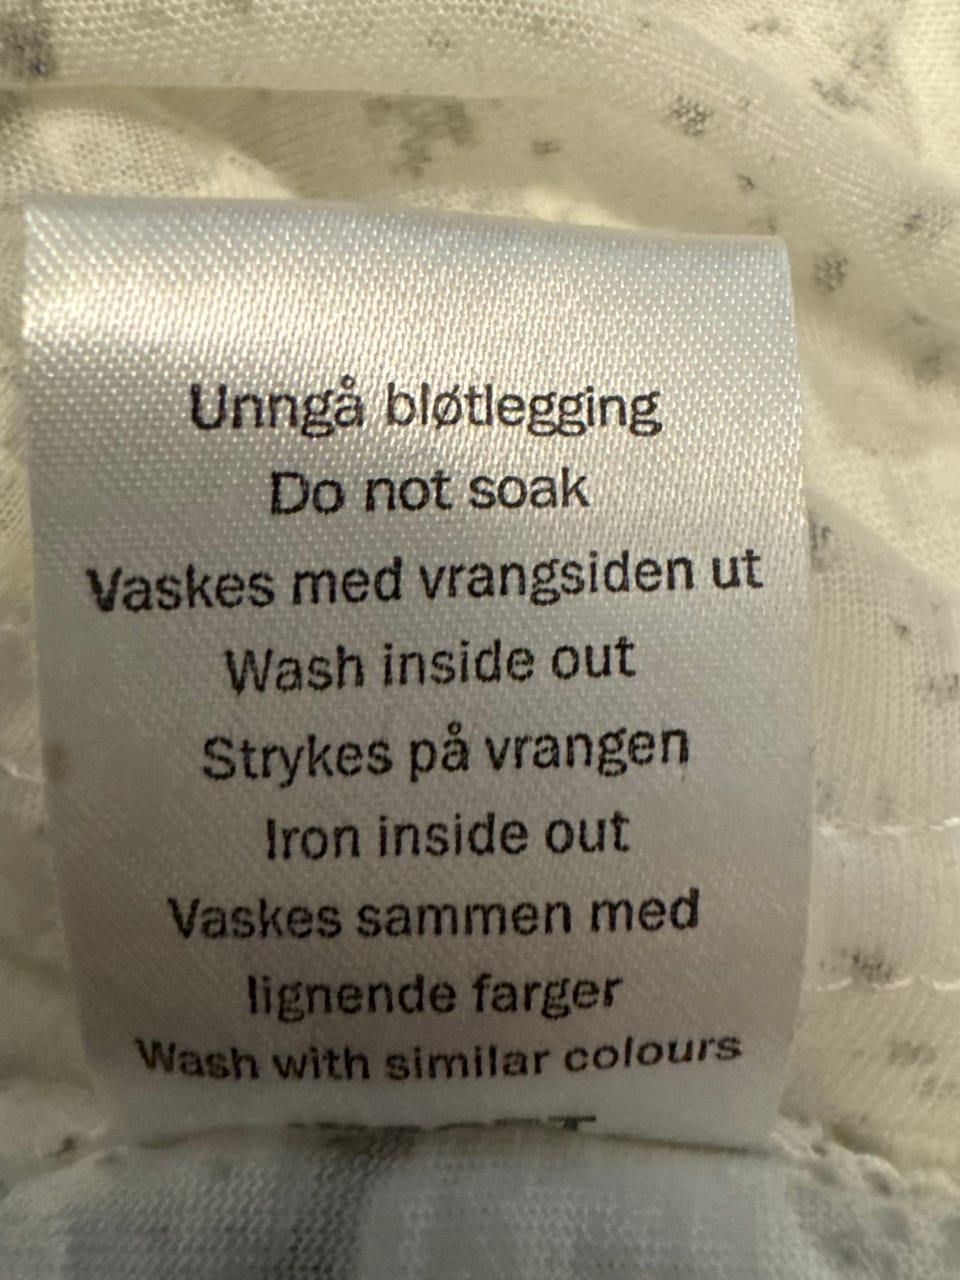 Unngå bløtlegging
Do not soak
Vaskes med vrangsiden ut
Wash inside out
Strykes på vrangen
Iron inside out
Vaskes sammen med
lignende farger
Wash with similar colours